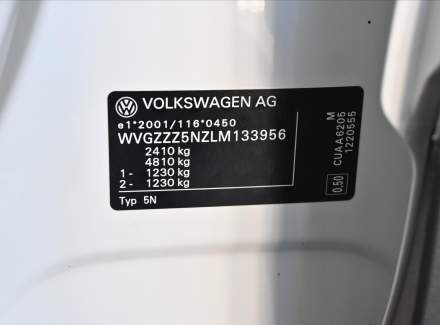 VOLKSWAGEN AG
e1*2001/116*0450
WVGZZZ5NZLM133956
2410 kg
4810 kg
1 - 1230 kg
2 - 1230 kg
Typ 5N
0,50
CUAA6205
M
1220555